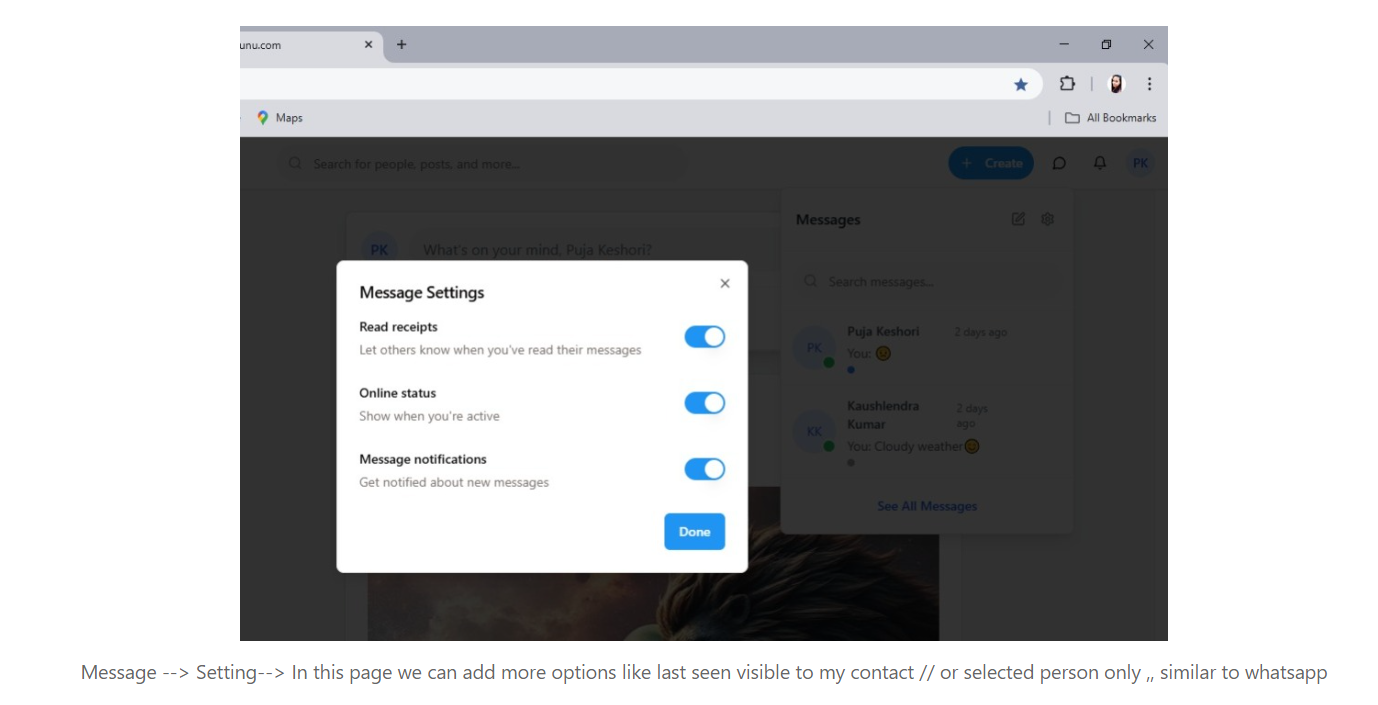 unu.com
Maps
All Bookmarks
Search for people, posts, and more...
+ Create
PK
Messages
PK
What's on your mind, Puja Keshori?
Search messages...
Message Settings
Read receipts
Let others know when you've read their messages
Online status
Show when you're active
Message notifications
Get notified about new messages
Done
PK
Puja Keshori
2 days ago
You: 😐
KK
Kaushlendra
Kumar
2 days
ago
You: Cloudy weather😐
See All Messages
Message --> Setting--> In this page we can add more options like last seen visible to my contact // or selected person only ,, similar to whatsapp